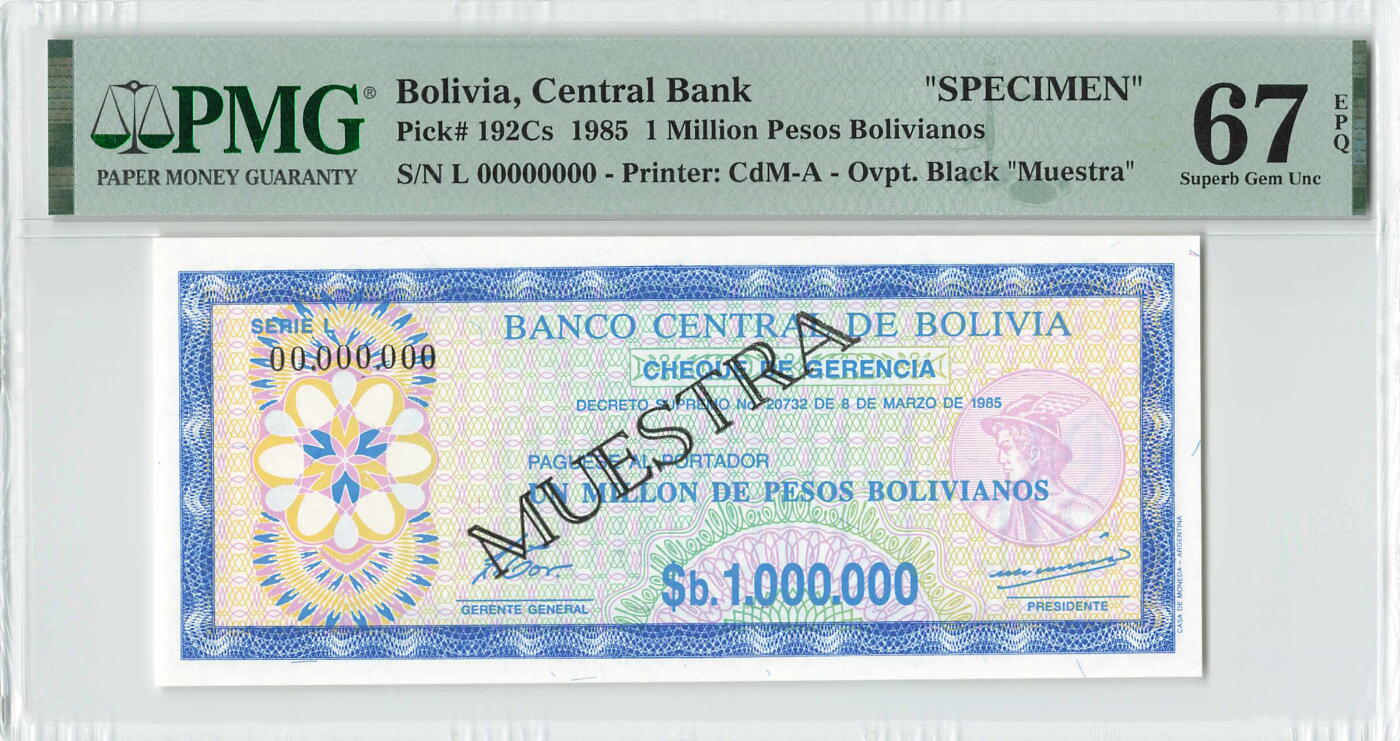 PMG®
PAPER MONEY GUARANTY
Bolivia, Central Bank "SPECIMEN"
Pick# 192Cs 1985 1 Million Pesos Bolivianos
S/N L 00000000 - Printer: CdM-A - Ovpt. Black "Muestra"
67
EPQ
Superb Gem Unc
SERIE L
00.000.000
BANCO CENTRAL DE BOLIVIA
CHEQUE DE GERENCIA
DECRETO SUPREMO No 20732 DE 8 DE MARZO DE 1985
PAGUESE AL PORTADOR
UN MILLON DE PESOS BOLIVIANOS
MUESTRA
$b. 1.000.000
GERENTE GENERAL
PRESIDENTE
CASA DE MONEDA - ARGENTINA